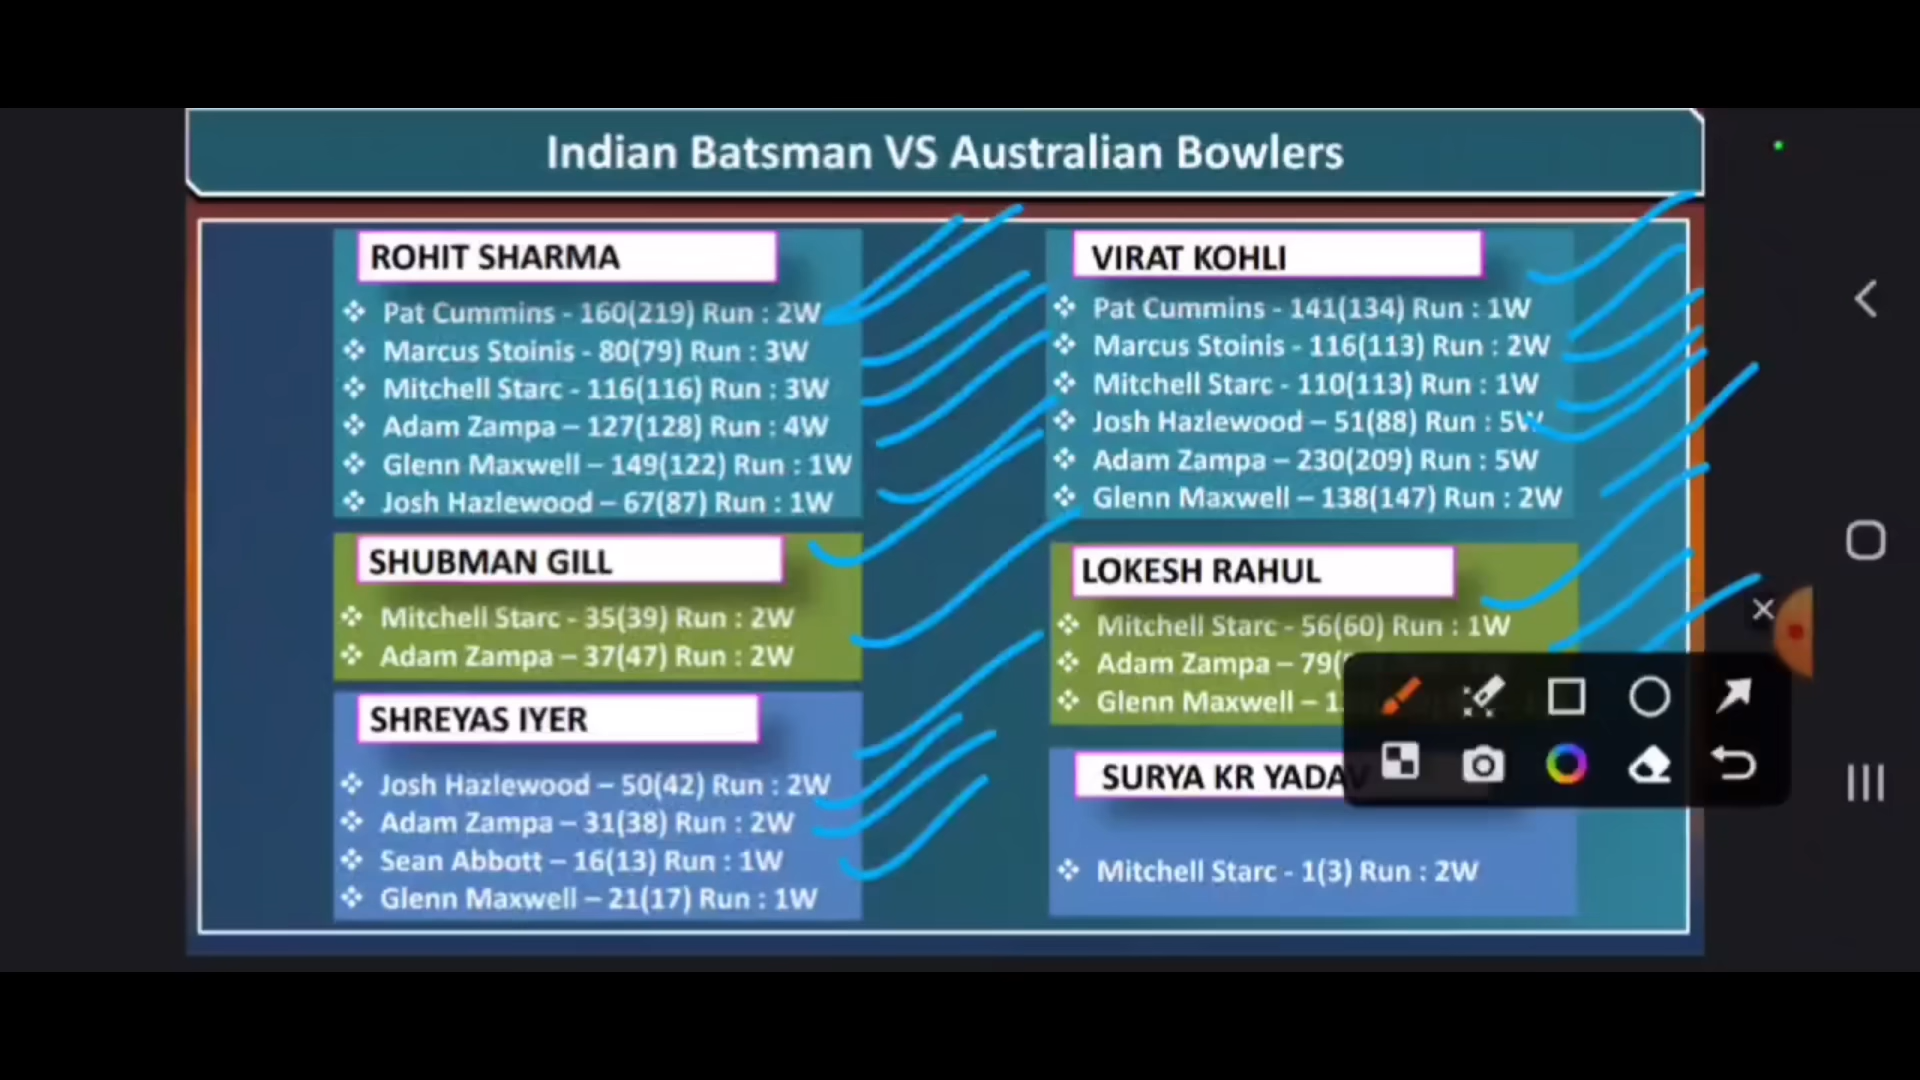 Indian Batsman VS Australian Bowlers
ROHIT SHARMA
Pat Cummins - 160(219) Run : 2W
Marcus Stoinis - 80(79) Run : 3W
Mitchell Starc - 116(116) Run : 3W
Adam Zampa – 127(128) Run : 4W
Glenn Maxwell – 149(122) Run : 1W
Josh Hazlewood – 67(87) Run : 1W
SHUBMAN GILL
Mitchell Starc - 35(39) Run : 2W
Adam Zampa – 37(47) Run : 2W
SHREYAS IYER
Josh Hazlewood – 50(42) Run : 2W
Adam Zampa – 31(38) Run : 2W
Sean Abbott – 16(13) Run : 1W
Glenn Maxwell – 21(17) Run : 1W
VIRAT KOHLI
Pat Cummins - 141(134) Run : 1W
Marcus Stoinis - 116(113) Run : 2W
Mitchell Starc - 110(113) Run : 1W
Josh Hazlewood – 51(88) Run : 5W
Adam Zampa – 230(209) Run : 5W
Glenn Maxwell – 138(147) Run : 2W
LOKESH RAHUL
Mitchell Starc - 56(60) Run : 1W
Adam Zampa – 79(
Glenn Maxwell –
SURYA KR YADAV
Mitchell Starc - 1(3) Run : 2W